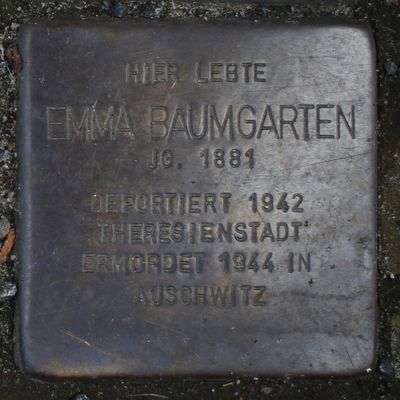 HIER LEBTE
EMMA BAUMGARTEN
JG. 1881
DEPORTIERT 1942
THERESIENSTADT
ERMORDET 1944 IN
AUSCHWITZ